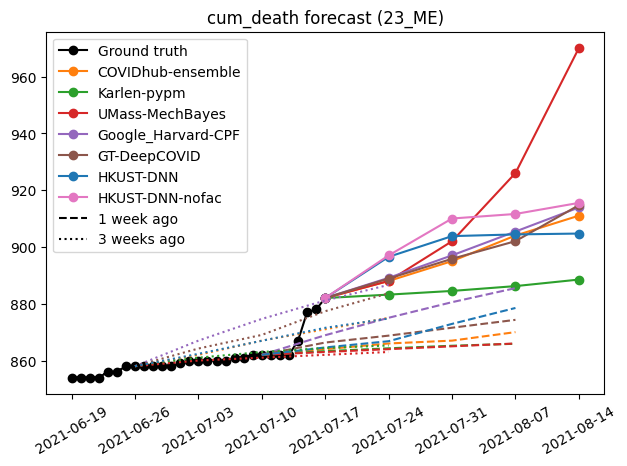 cum_death forecast (23_ME)
Ground truth
COVIDhub-ensemble
Karlen-pypm
UMass-MechBayes
Google_Harvard-CPF
GT-DeepCOVID
HKUST-DNN
HKUST-DNN-nofac
1 week ago
3 weeks ago
960
940
920
900
880
860
2021-06-19
2021-06-26
2021-07-03
2021-07-10
2021-07-17
2021-07-24
2021-07-31
2021-08-07
2021-08-14